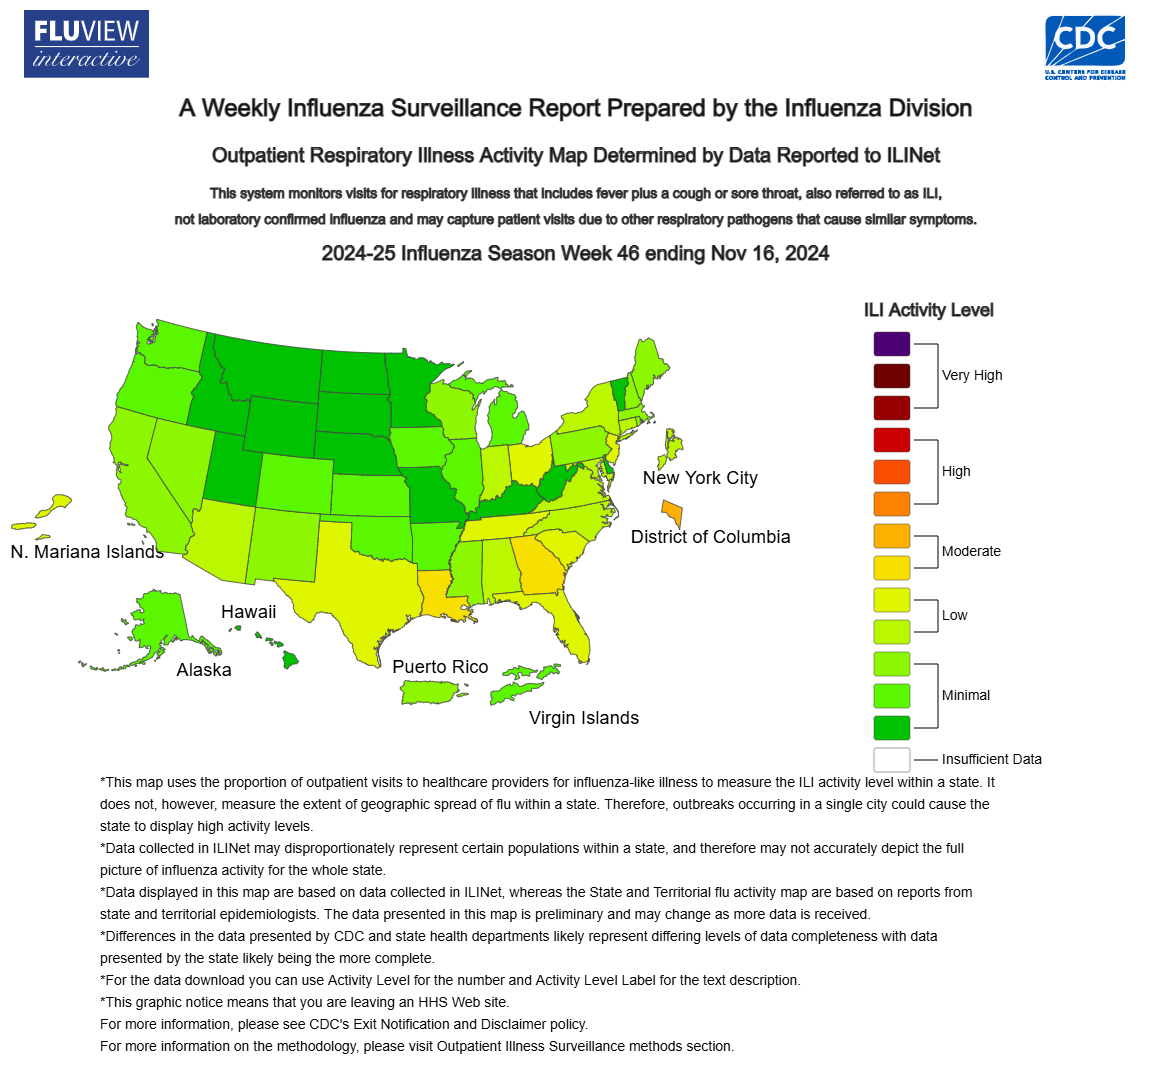 FLUVIEW
interactive
CDC
U.S. CENTERS FOR DISEASE
CONTROL AND PREVENTION
A Weekly Influenza Surveillance Report Prepared by the Influenza Division
Outpatient Respiratory Illness Activity Map Determined by Data Reported to ILINet
This system monitors visits for respiratory illness that includes fever plus a cough or sore throat, also referred to as ILI,
not laboratory confirmed influenza and may capture patient visits due to other respiratory pathogens that cause similar symptoms.
2024-25 Influenza Season Week 46 ending Nov 16, 2024
ILI Activity Level
Very High
High
Moderate
Low
Minimal
Insufficient Data
New York City
District of Columbia
N. Mariana Islands
Hawaii
Alaska
Puerto Rico
Virgin Islands
*This map uses the proportion of outpatient visits to healthcare providers for influenza-like illness to measure the ILI activity level within a state. It
does not, however, measure the extent of geographic spread of flu within a state. Therefore, outbreaks occurring in a single city could cause the
state to display high activity levels.
*Data collected in ILINet may disproportionately represent certain populations within a state, and therefore may not accurately depict the full
picture of influenza activity for the whole state.
*Data displayed in this map are based on data collected in ILINet, whereas the State and Territorial flu activity map are based on reports from
state and territorial epidemiologists. The data presented in this map is preliminary and may change as more data is received.
*Differences in the data presented by CDC and state health departments likely represent differing levels of data completeness with data
presented by the state likely being the more complete.
*For the data download you can use Activity Level for the number and Activity Level Label for the text description.
*This graphic notice means that you are leaving an HHS Web site.
For more information, please see CDC's Exit Notification and Disclaimer policy.
For more information on the methodology, please visit Outpatient Illness Surveillance methods section.